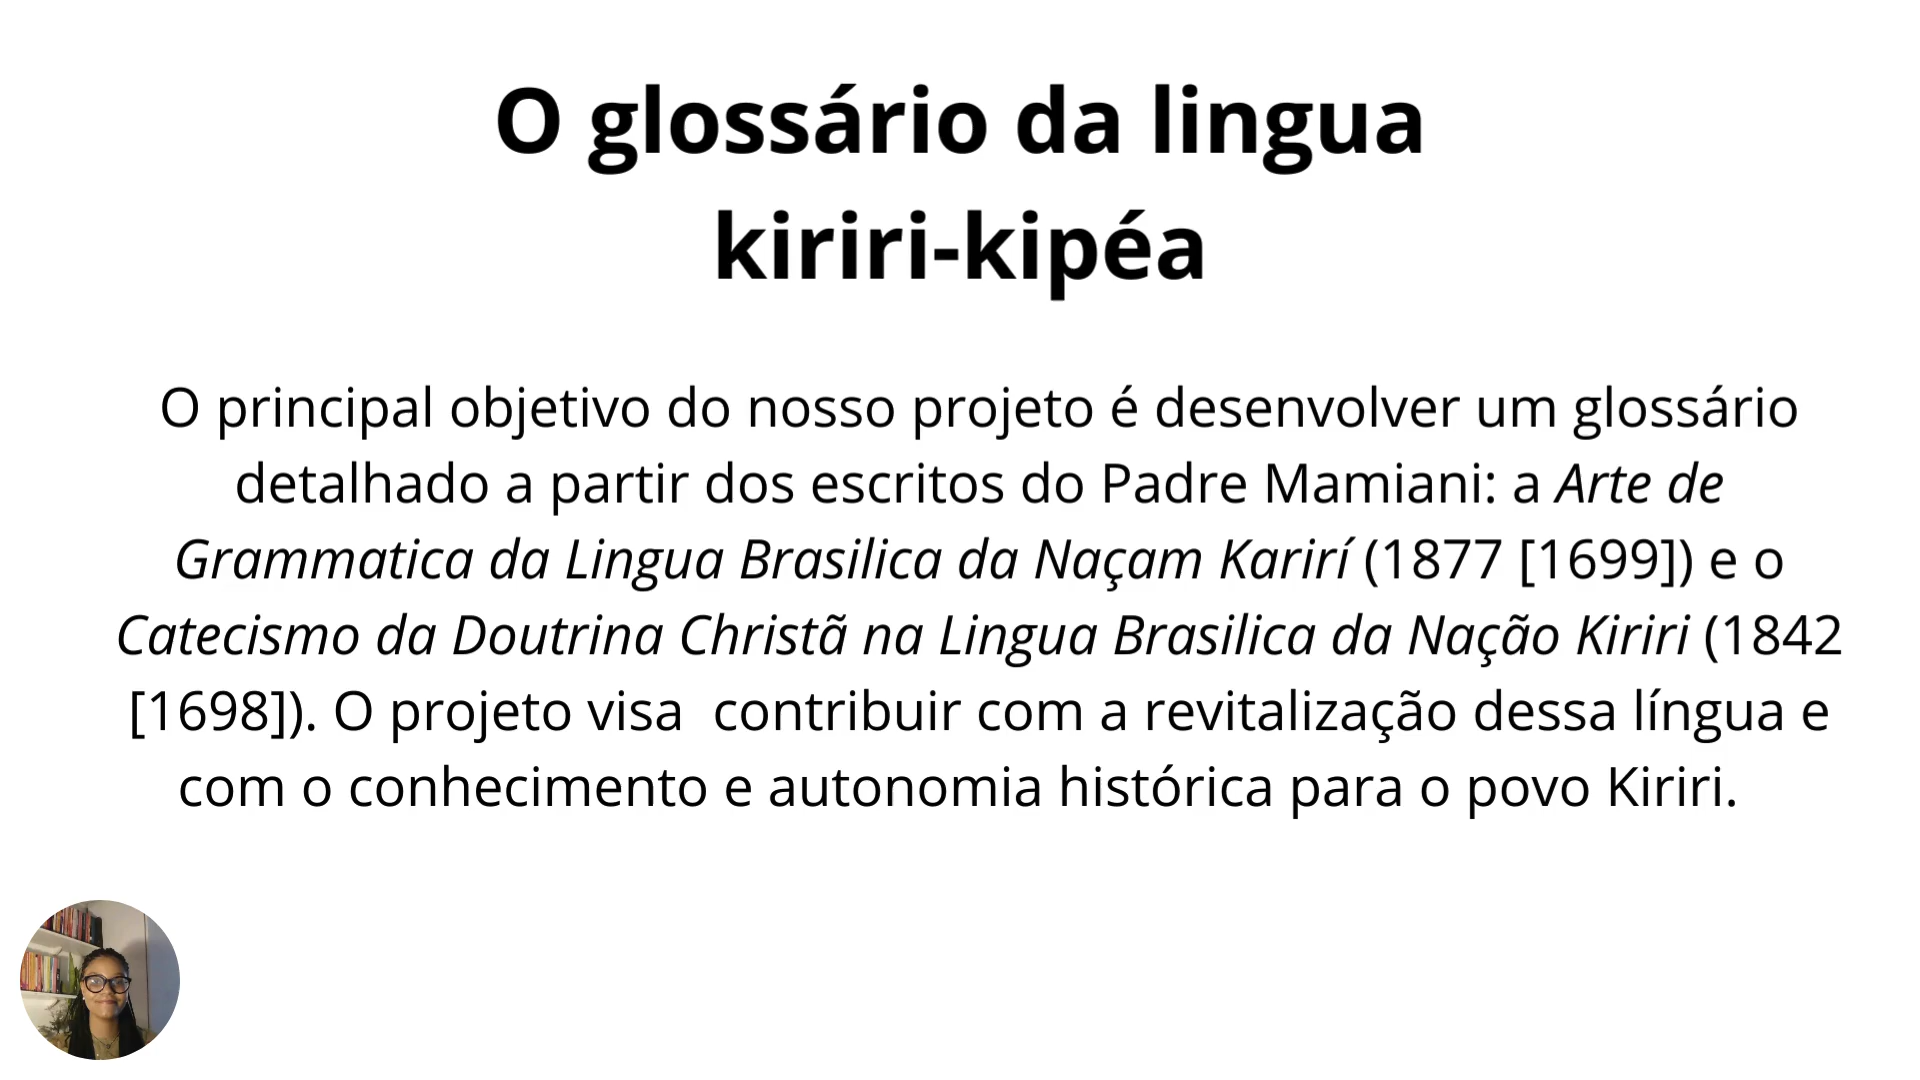 O glossário da lingua
kiriri-kipéa
O principal objetivo do nosso projeto é desenvolver um glossário
detalhado a partir dos escritos do Padre Mamiani: a Arte de
Grammatica da Lingua Brasilica da Naçam Karirí (1877 [1699]) e o
Catecismo da Doutrina Christã na Lingua Brasilica da Nação Kiriri (1842
[1698]). O projeto visa  contribuir com a revitalização dessa língua e
com o conhecimento e autonomia histórica para o povo Kiriri.